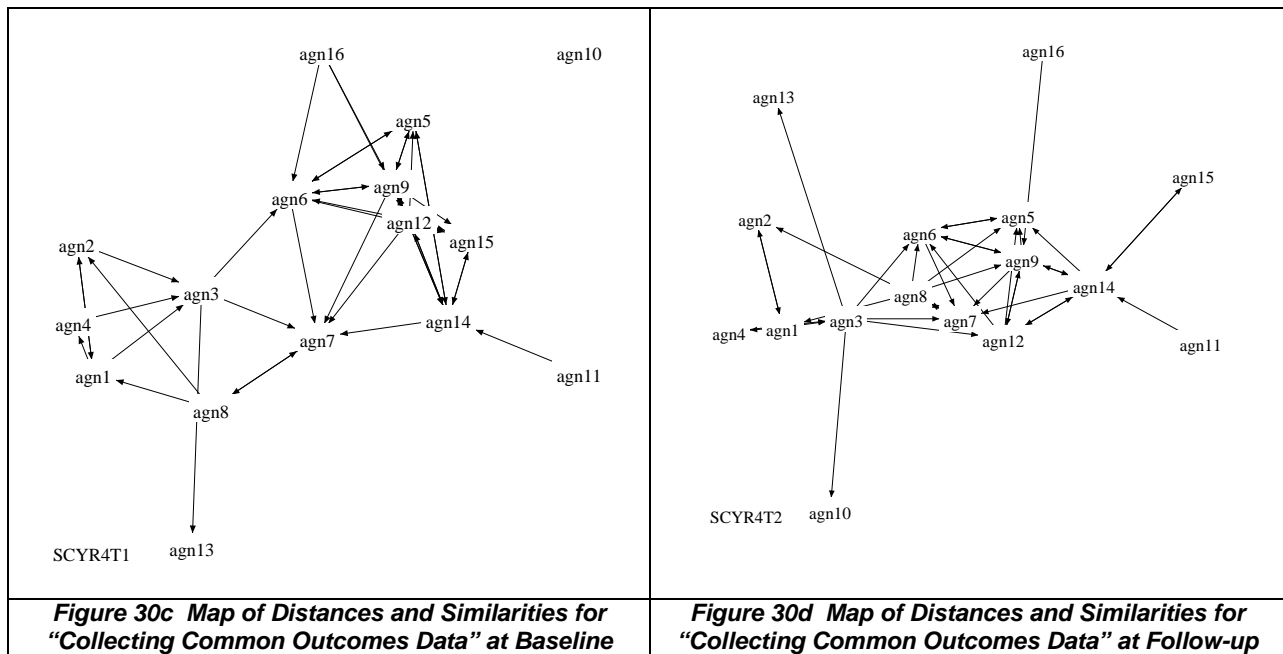 agn16
agn10
agn5
agn9
agn6
agn12
agn15
agn2
agn3
agn14
agn4
agn7
agn1
agn11
agn8
agn13
SCYR4T1
Figure 30c Map of Distances and Similarities for
“Collecting Common Outcomes Data” at Baseline
agn16
agn13
agn15
agn2
agn5
agn6
agn9
agn8
agn14
agn7
agn3
agn1
agn4
agn12
agn11
agn10
SCYR4T2
Figure 30d Map of Distances and Similarities for
“Collecting Common Outcomes Data” at Follow-up